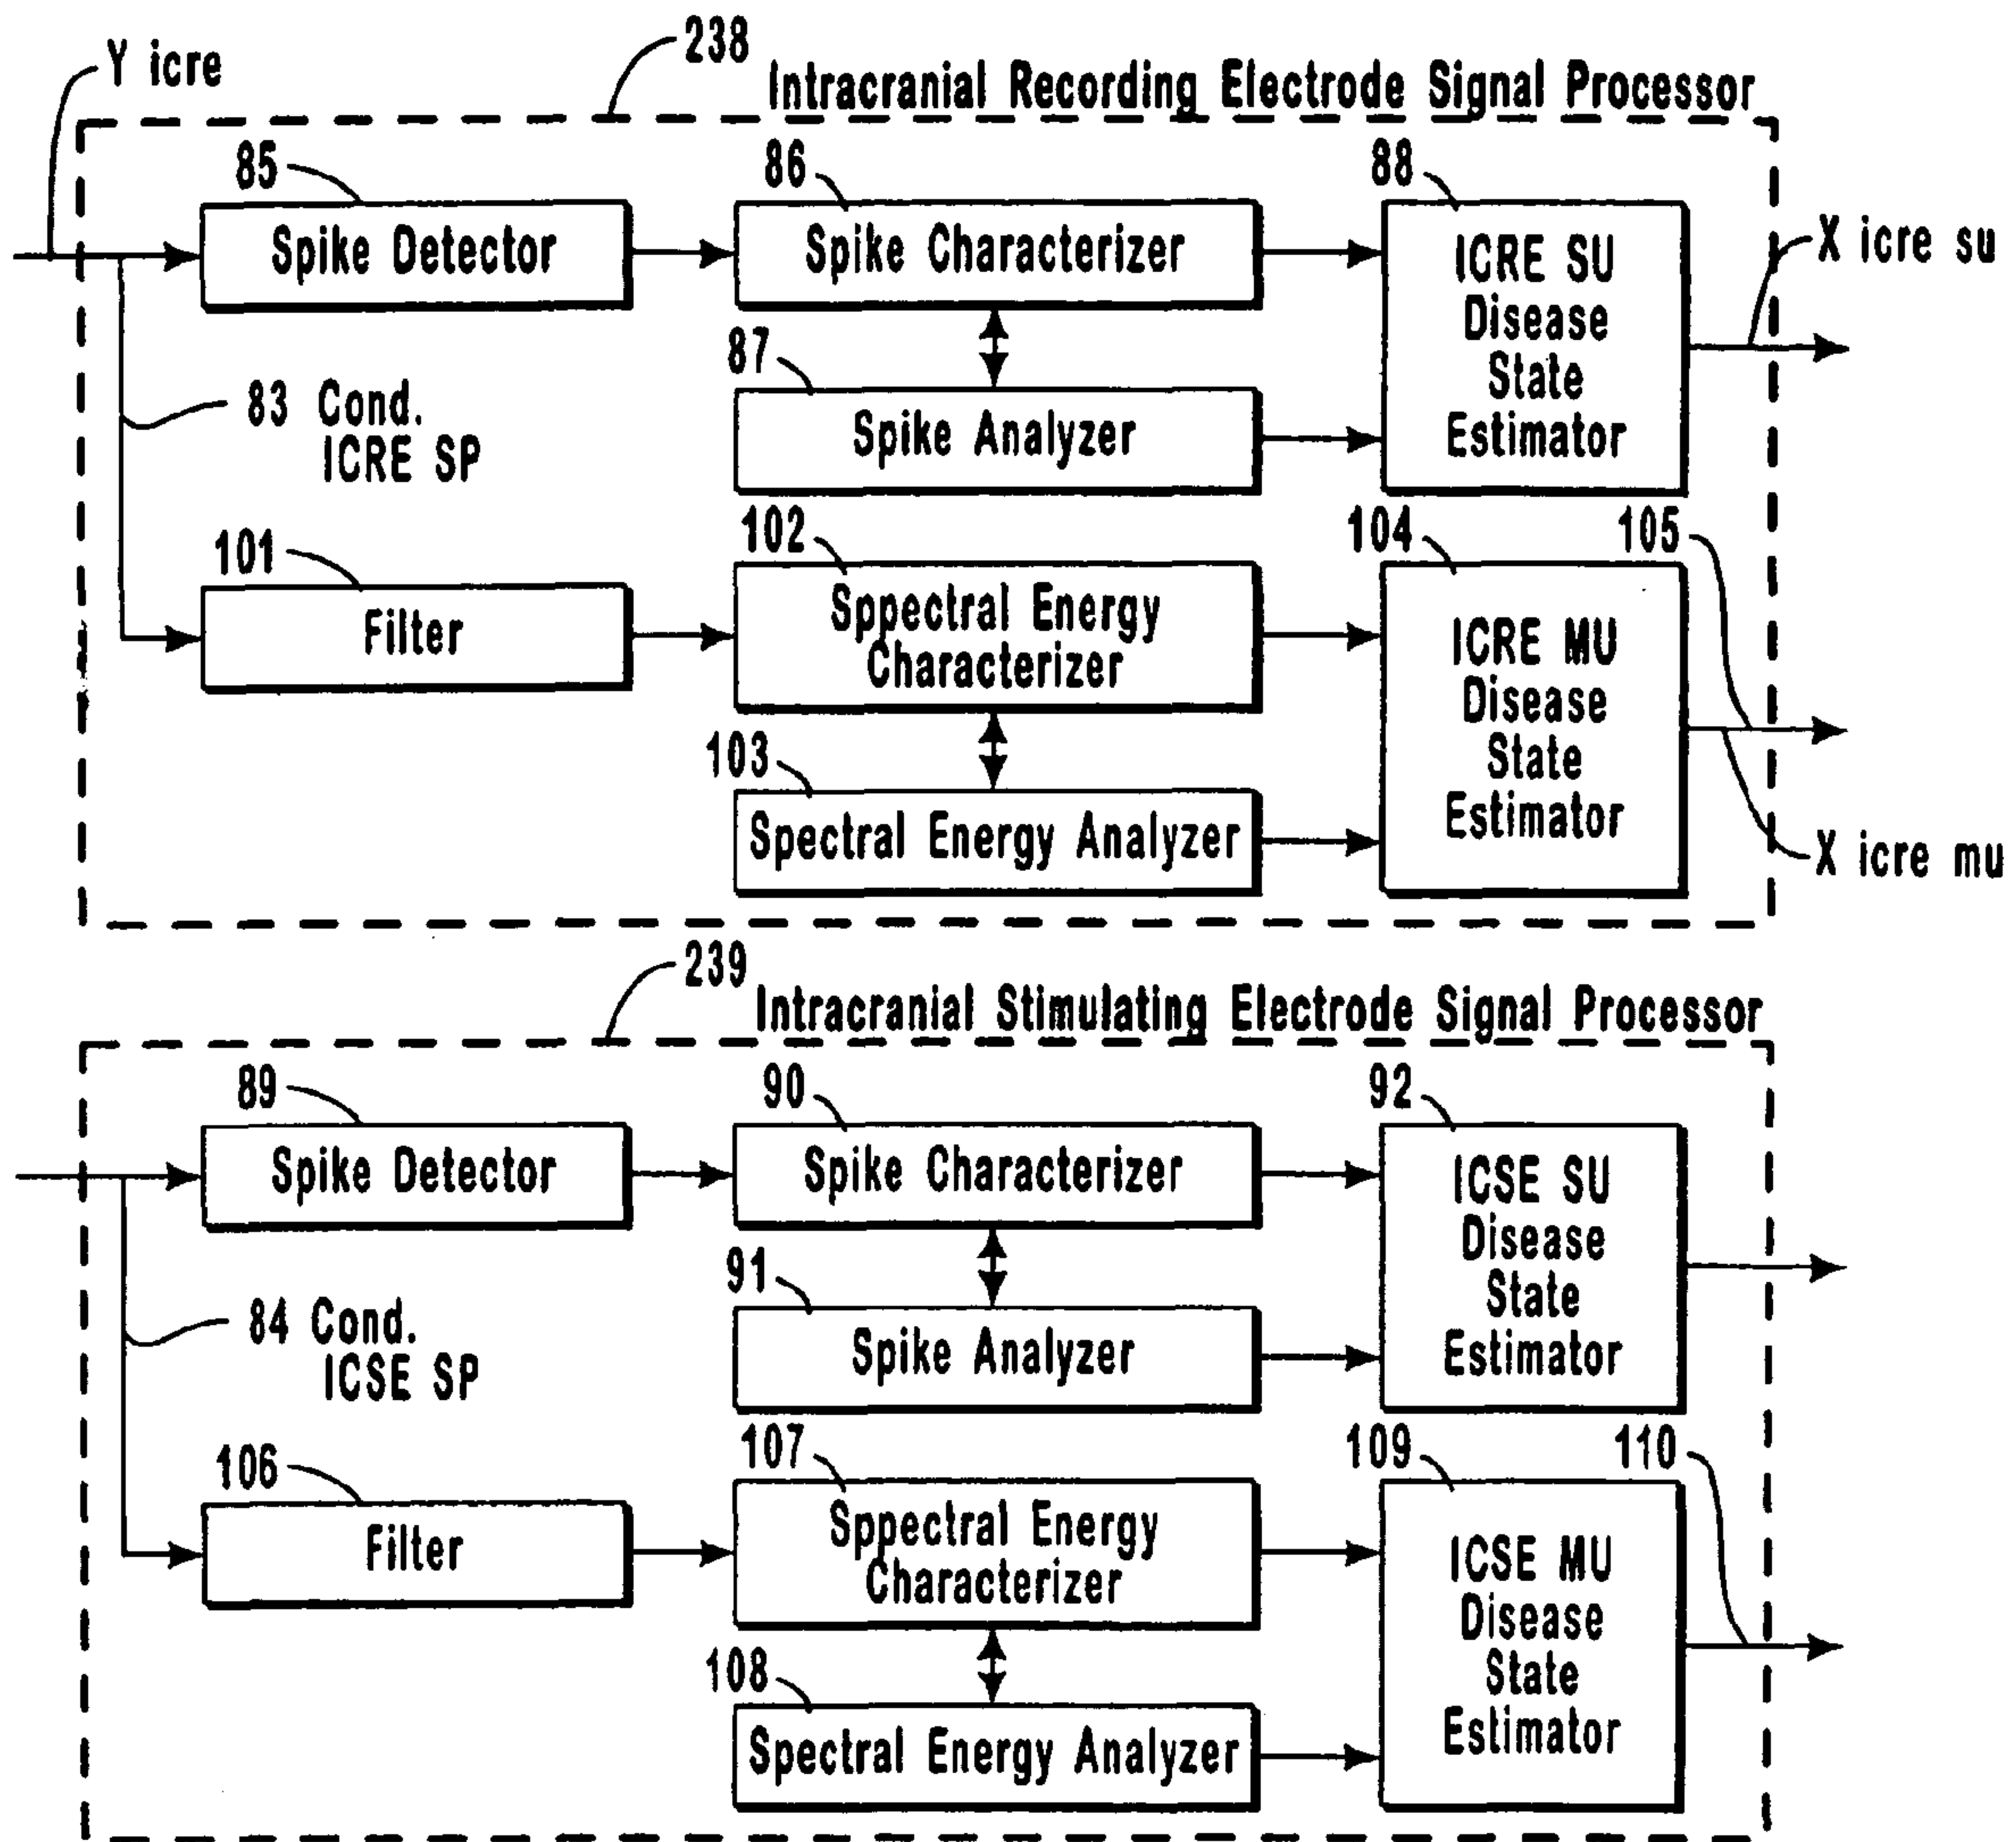 Y icre
238
Intracranial Recording Electrode Signal Processor
85
86
88
Spike Detector
Spike Characterizer
ICRE SU
Disease
State
Estimator
X icre su
87
Spike Analyzer
83 Cond.
ICRE SP
101
102
104
105
Filter
Sppectral Energy
Characterizer
ICRE MU
Disease
State
Estimator
103
Spectral Energy Analyzer
X icre mu
239
Intracranial Stimulating Electrode Signal Processor
89
90
92
Spike Detector
Spike Characterizer
ICSE SU
Disease
State
Estimator
91
Spike Analyzer
84 Cond.
ICSE SP
106
107
109
110
Filter
Sppectral Energy
Characterizer
ICSE MU
Disease
State
Estimator
108
Spectral Energy Analyzer